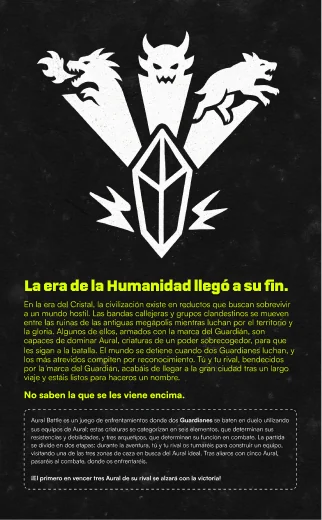 La era de la Humanidad llegó a su fin.
En la era del Cristal, la civilización existe en reductos que buscan sobrevivir
a un mundo hostil. Las bandas callejeras y grupos clandestinos se mueven
entre las ruinas de las antiguas megápolis mientras luchan por el territorio y
la gloria. Algunos de ellos, armados con la marca del Guardián, son
capaces de dominar Aural, criaturas de un poder sobrecogedor, para que
les sigan a la batalla. El mundo se detiene cuando dos Guardianes luchan, y
los más atrevidos compiten por reconocimiento. Tú y tu rival, bendecidos
por la marca del Guardián, acabáis de llegar a la gran ciudad tras un largo
viaje y estáis listos para haceros un nombre.
No saben la que se les viene encima.
Aural Battle es un juego de enfrentamientos donde dos Guardianes se baten en duelo utilizando
sus equipos de Aural: estas criaturas se categorizan en seis elementos, que determinan sus
resistencias y debilidades, y tres arquetipos, que determinan su función en combate. La partida
se divide en dos etapas: durante la aventura, tú y tu rival os turnaréis para construir un equipo,
visitando una de las tres zonas de caza en busca del Aural ideal. Tras aliaros con cinco Aural,
pasaréis al combate, donde os enfrentaréis.
¡El primero en vencer tres Aural de su rival se alzará con la victoria!